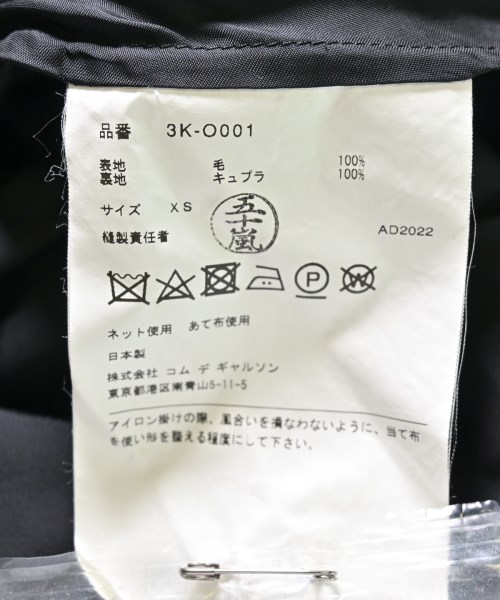 品番 3K-O001
表地 毛 100%
裏地 キュプラ 100%
サイズ XS
五十嵐
縫製責任者
AD2022
P
W
ネット使用 あて布使用
日本製
株式会社 コム デ ギャルソン
東京都港区南青山5-11-5
アイロン掛けの際、風合いを損なわないように、当て布
を使い形を整える程度にして下さい。